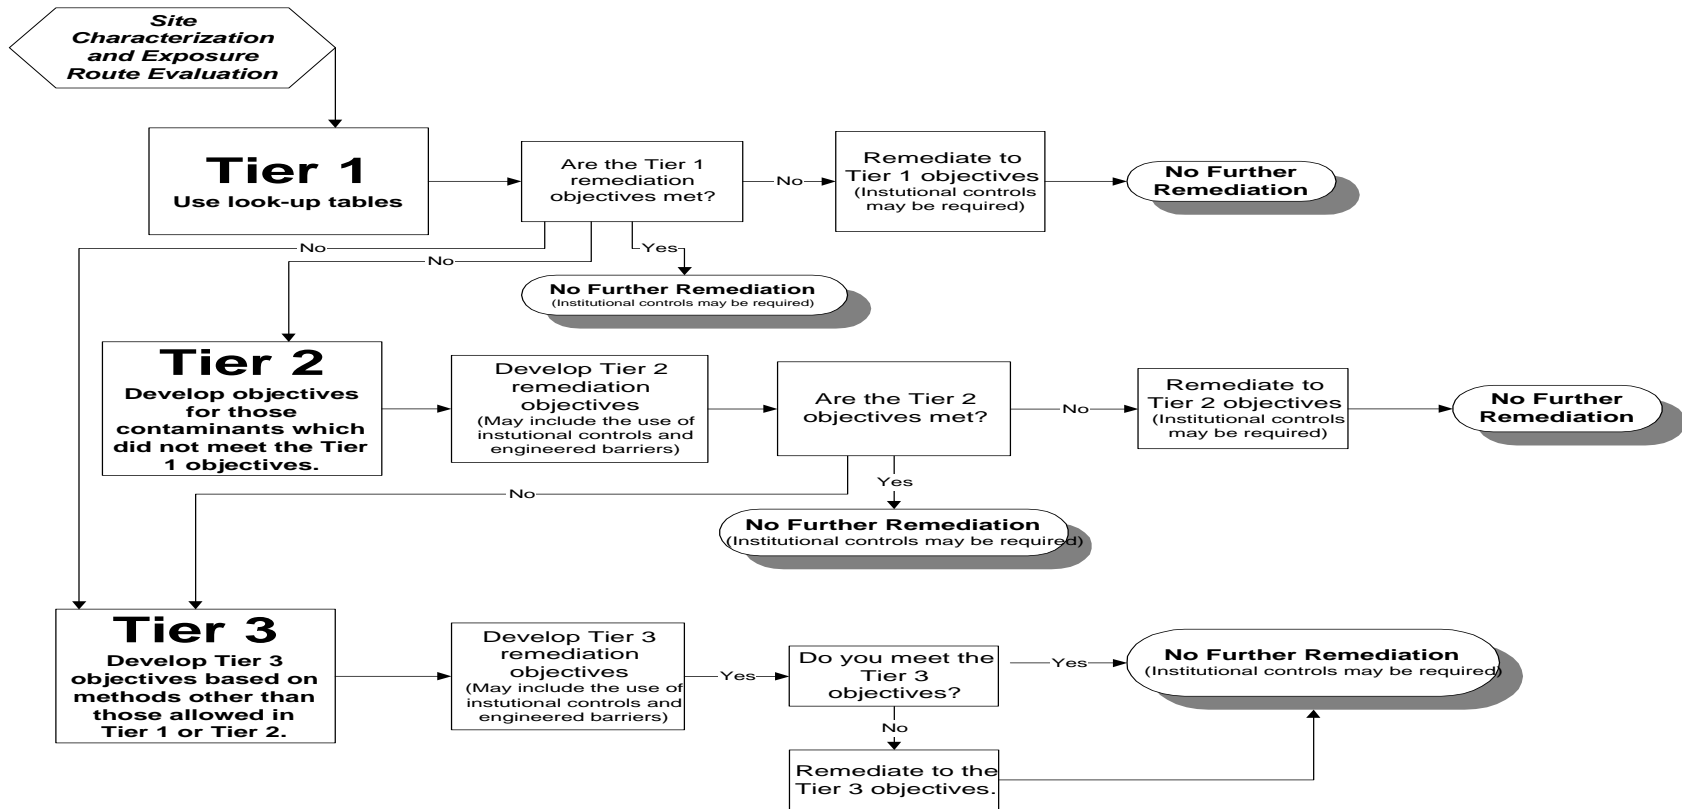 Site
Characterization
and Exposure
Route Evaluation
Tier 1
Use look-up tables
Are the Tier 1
remediation
objectives met?
No
Remediate to
Tier 1 objectives
(Instutional controls
may be required)
No Further
Remediation
No
No
Yes
No Further Remediation
(Institutional controls may be required)
Tier 2
Develop objectives
for those
contaminants which
did not meet the Tier
1 objectives.
Develop Tier 2
remediation
objectives
(May include the use of
instutional controls and
engineered barriers)
Are the Tier 2
objectives met?
No
Remediate to
Tier 2 objectives
(Institutional controls
may be required)
No Further
Remediation
No
Yes
No Further Remediation
(Institutional controls may be required)
Tier 3
Develop Tier 3
objectives based on
methods other than
those allowed in
Tier 1 or Tier 2.
Develop Tier 3
remediation
objectives
(May include the use of
instutional controls and
engineered barriers)
Yes
Do you meet the
Tier 3
objectives?
Yes
No Further Remediation
(Institutional controls may be required)
No
Remediate to the
Tier 3 objectives.